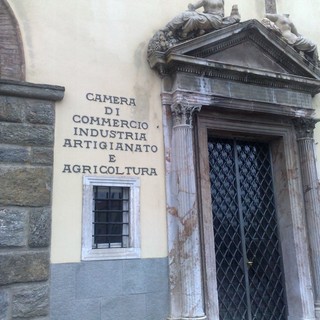 CAMERA
DI
COMMERCIO
INDUSTRIA
ARTIGIANATO
E
AGRICOLTURA